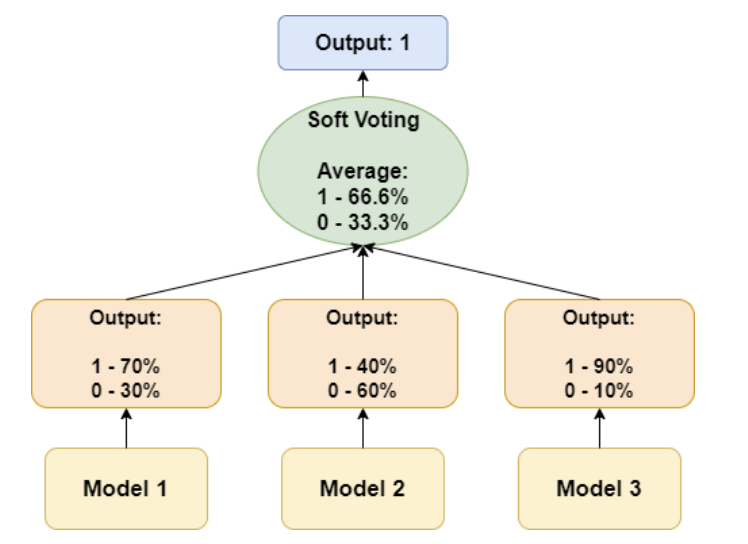 Output: 1
Soft Voting
Average:
1 - 66.6%
0 - 33.3%
Output:
1 - 70%
0 - 30%
Output:
1 - 40%
0 - 60%
Output:
1 - 90%
0 - 10%
Model 1
Model 2
Model 3